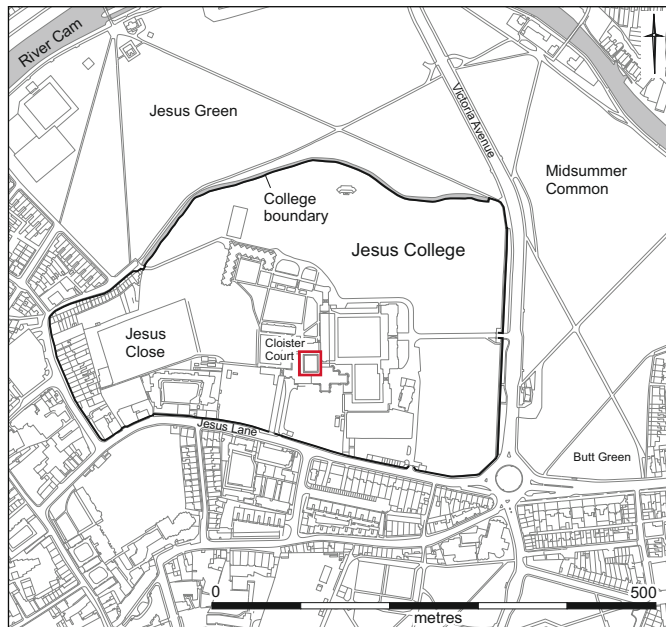 River Cam
Jesus Green
Victoria Avenue
Midsummer
Common
College
boundary
Jesus College
Jesus
Close
Cloister
Court
Jesus Lane
Butt Green
0
500
metres